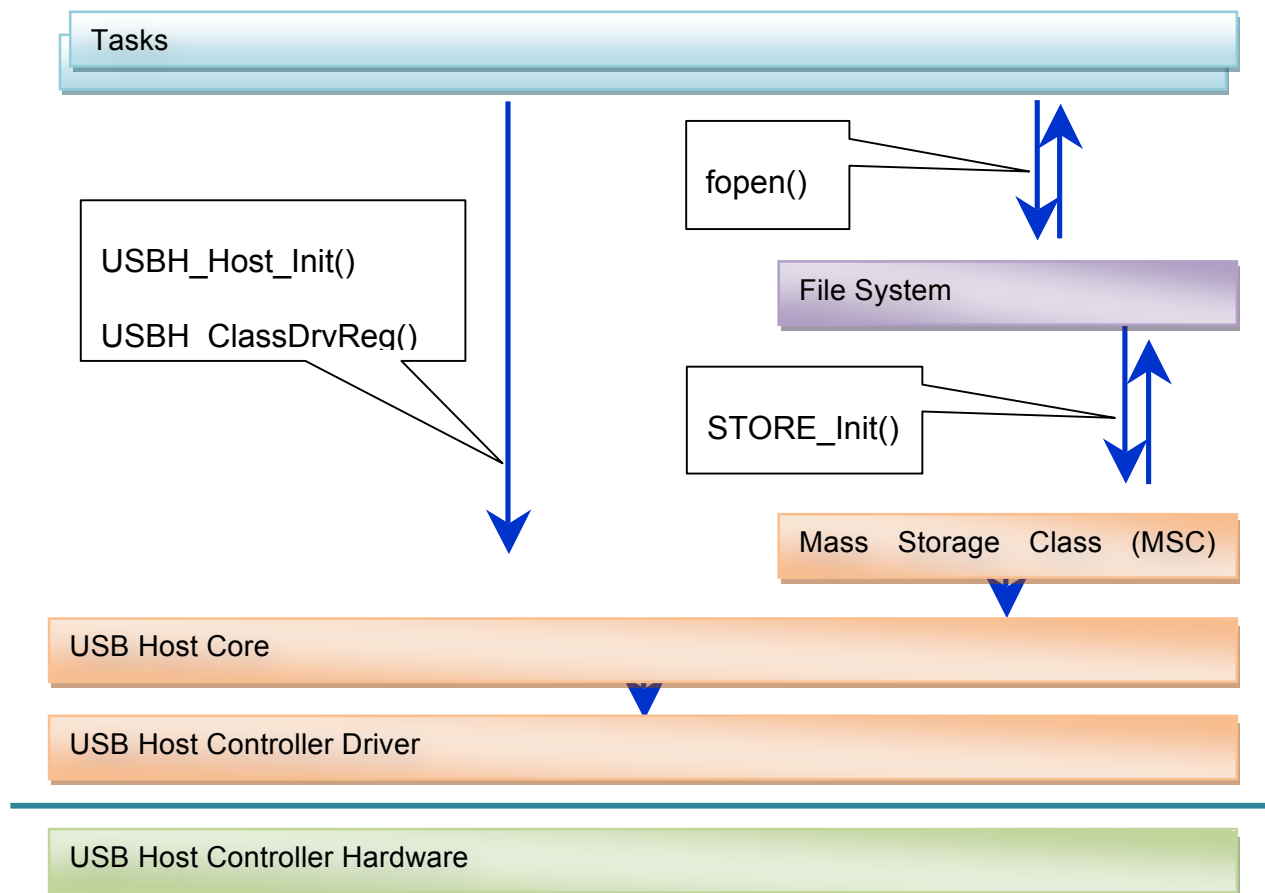 Tasks
fopen()
USBH_Host_Init()
USBH_ClassDrvReg()
File System
STORE_Init()
Mass Storage Class (MSC)
USB Host Core
USB Host Controller Driver
USB Host Controller Hardware